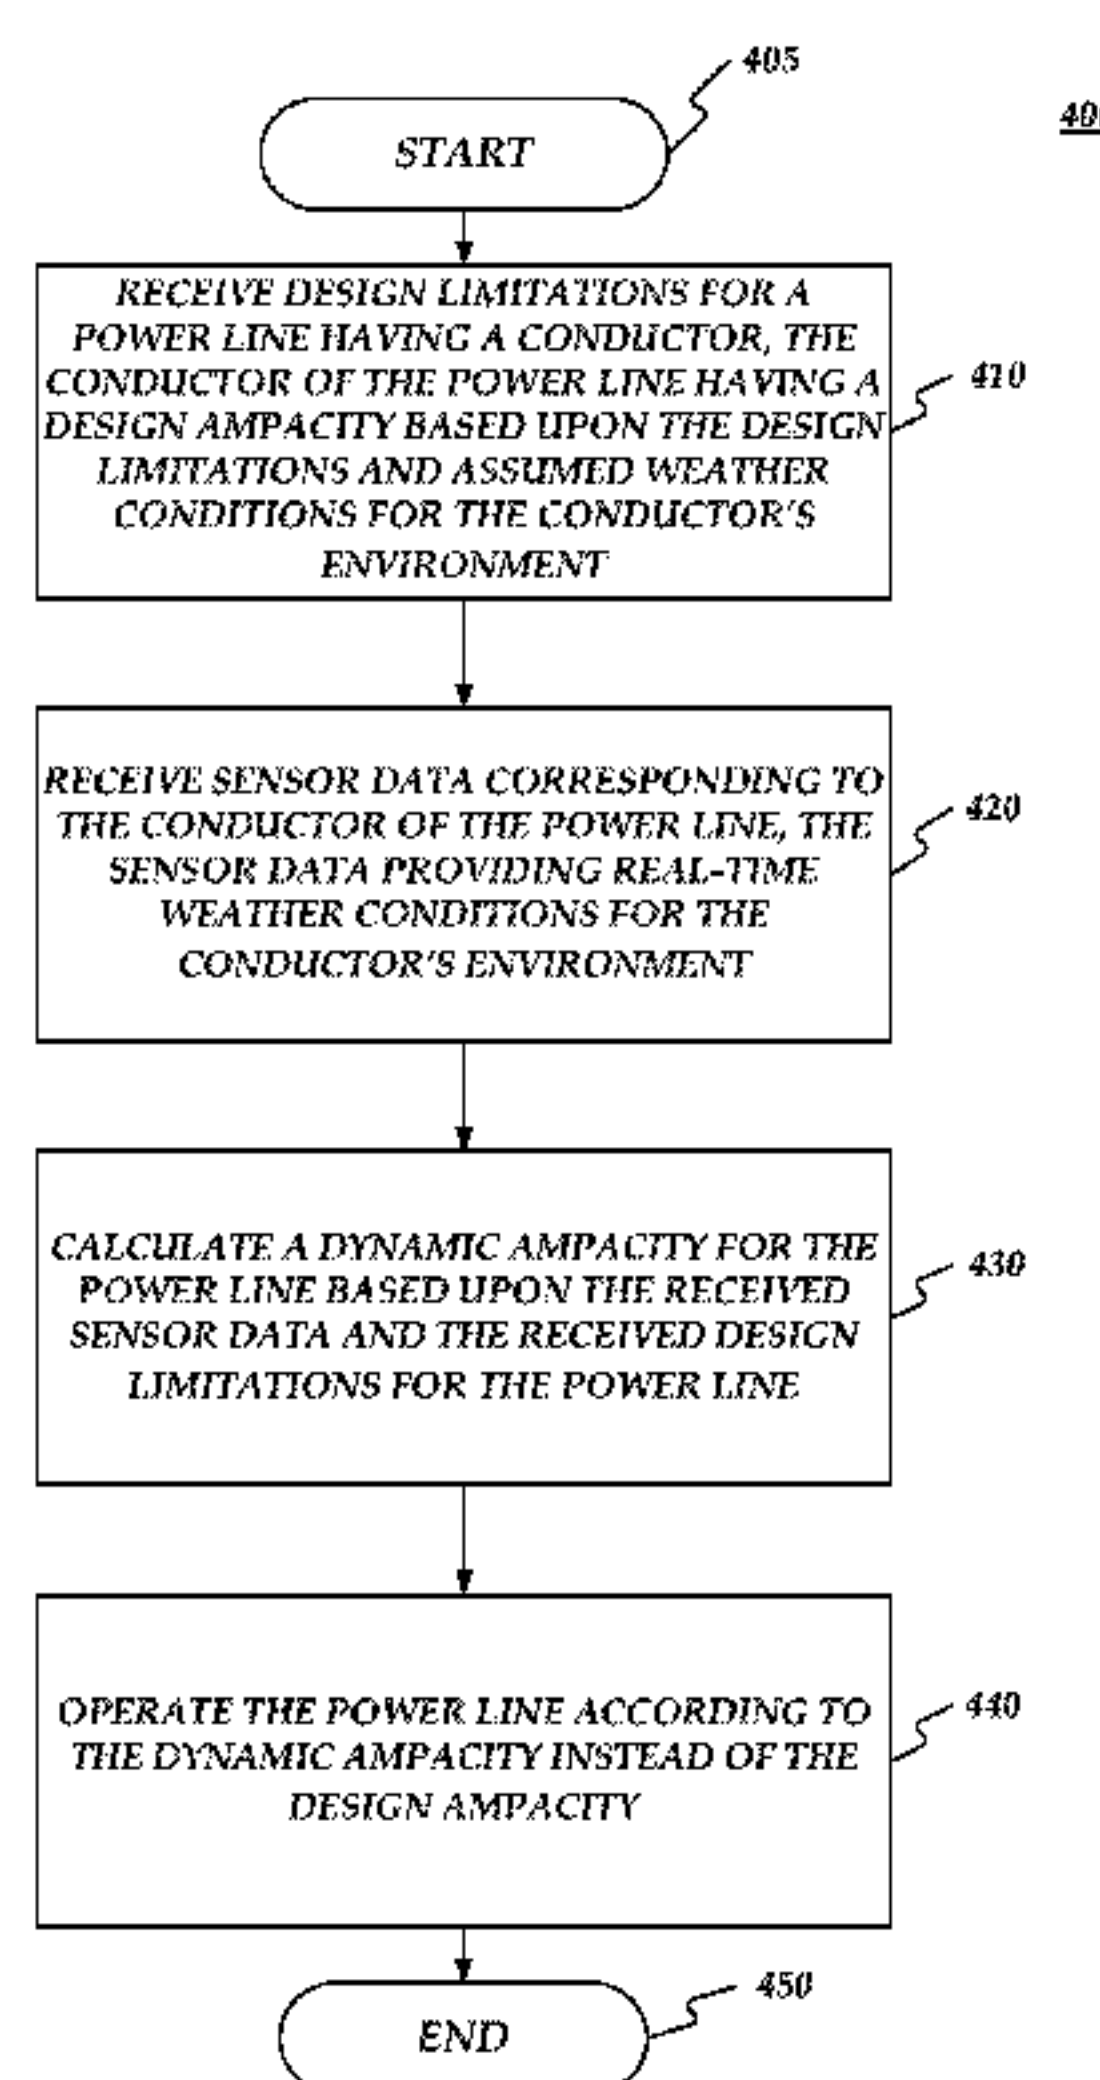 405
START
RECEIVE DESIGN LIMITATIONS FOR A
POWER LINE HAVING A CONDUCTOR, THE
CONDUCTOR OF THE POWER LINE HAVING A
DESIGN AMPACITY BASED UPON THE DESIGN
LIMITATIONS AND ASSUMED WEATHER
CONDITIONS FOR THE CONDUCTOR'S
ENVIRONMENT
410
RECEIVE SENSOR DATA CORRESPONDING TO
THE CONDUCTOR OF THE POWER LINE, THE
SENSOR DATA PROVIDING REAL-TIME
WEATHER CONDITIONS FOR THE
CONDUCTOR'S ENVIRONMENT
420
CALCULATE A DYNAMIC AMPACITY FOR THE
POWER LINE BASED UPON THE RECEIVED
SENSOR DATA AND THE RECEIVED DESIGN
LIMITATIONS FOR THE POWER LINE
430
OPERATE THE POWER LINE ACCORDING TO
THE DYNAMIC AMPACITY INSTEAD OF THE
DESIGN AMPACITY
440
END
450